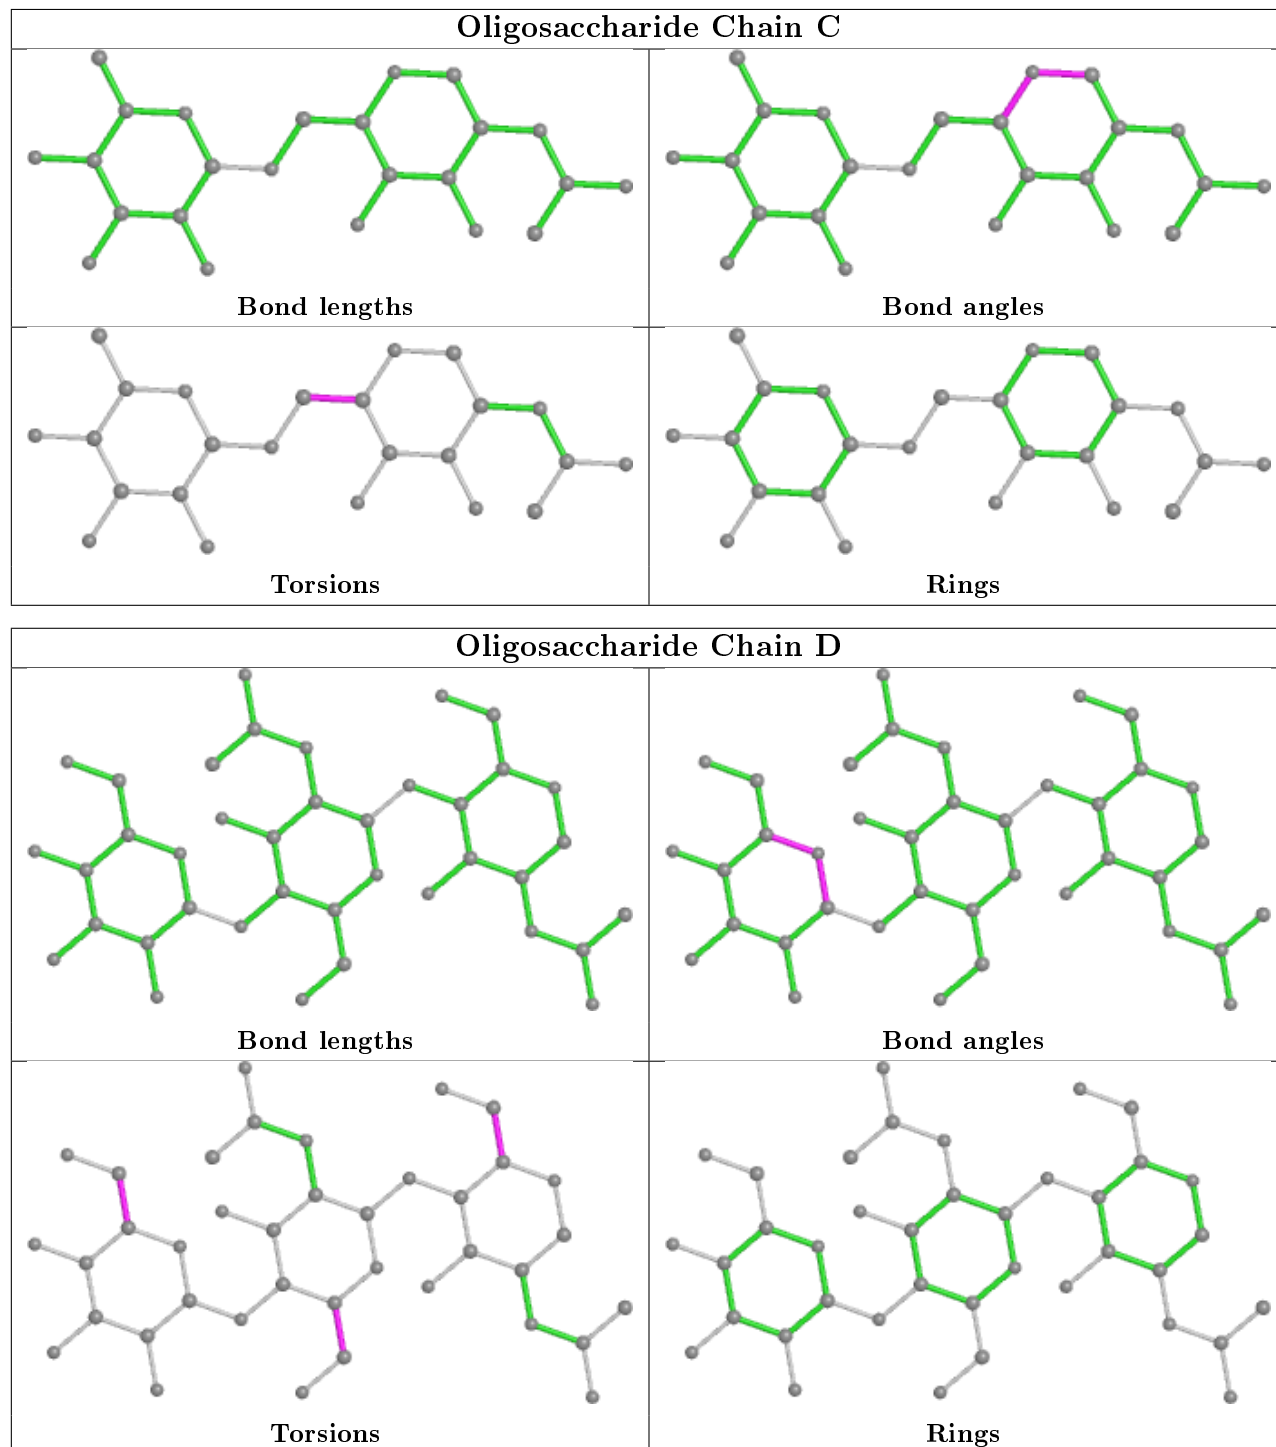 Oligosaccharide Chain C
Bond lengths
Bond angles
Torsions
Rings
Oligosaccharide Chain D
Bond lengths
Bond angles
Torsions
Rings